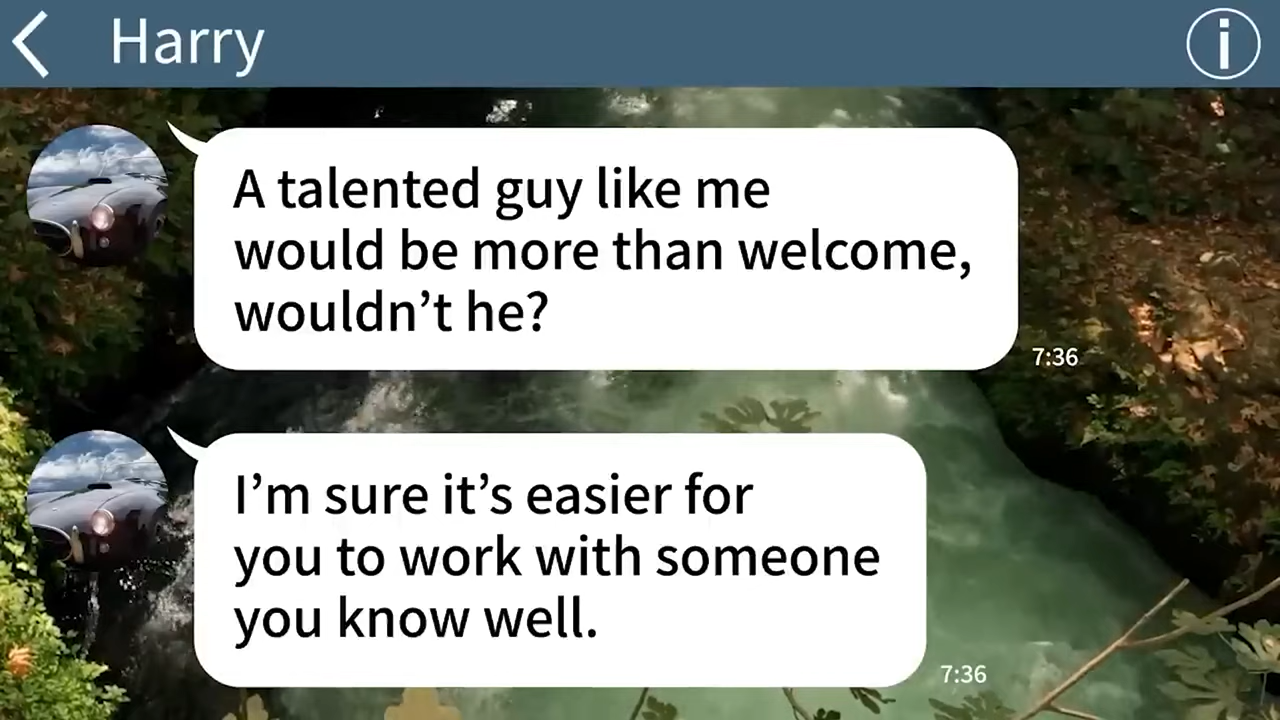 Harry
A talented guy like me
would be more than welcome,
wouldn’t he?
7:36
I’m sure it’s easier for
you to work with someone
you know well.
7:36